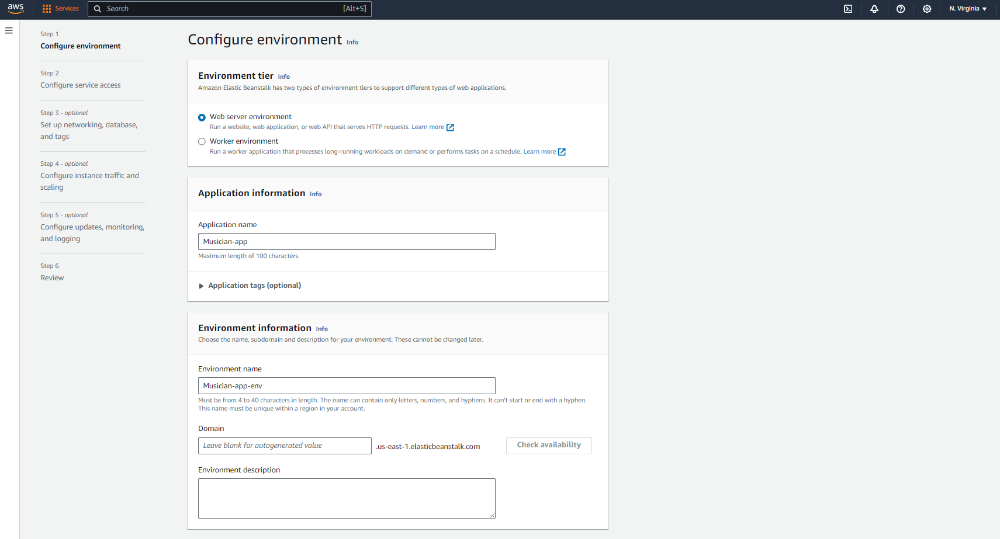 aws
Services
Search
[Alt+S]
N. Virginia
Step 1
Configure environment
Step 2
Configure service access
Step 3 - optional
Set up networking, database,
and tags
Step 4 - optional
Configure instance traffic and
scaling
Step 5 - optional
Configure updates, monitoring,
and logging
Step 6
Review
Configure environment Info
Environment tier Info
Amazon Elastic Beanstalk has two types of environment tiers to support different types of web applications.
Web server environment
Run a website, web application, or web API that serves HTTP requests. Learn more
Worker environment
Run a worker application that processes long-running workloads on demand or performs tasks on a schedule. Learn more
Application information Info
Application name
Musician-app
Maximum length of 100 characters.
Application tags (optional)
Environment information Info
Choose the name, subdomain and description for your environment. These cannot be changed later.
Environment name
Musician-app-env
Must be from 4 to 40 characters in length. The name can contain only letters, numbers, and hyphens. It can't start or end with a hyphen.
This name must be unique within a region in your account.
Domain
Leave blank for autogenerated value .us-east-1.elasticbeanstalk.com Check availability
Environment description